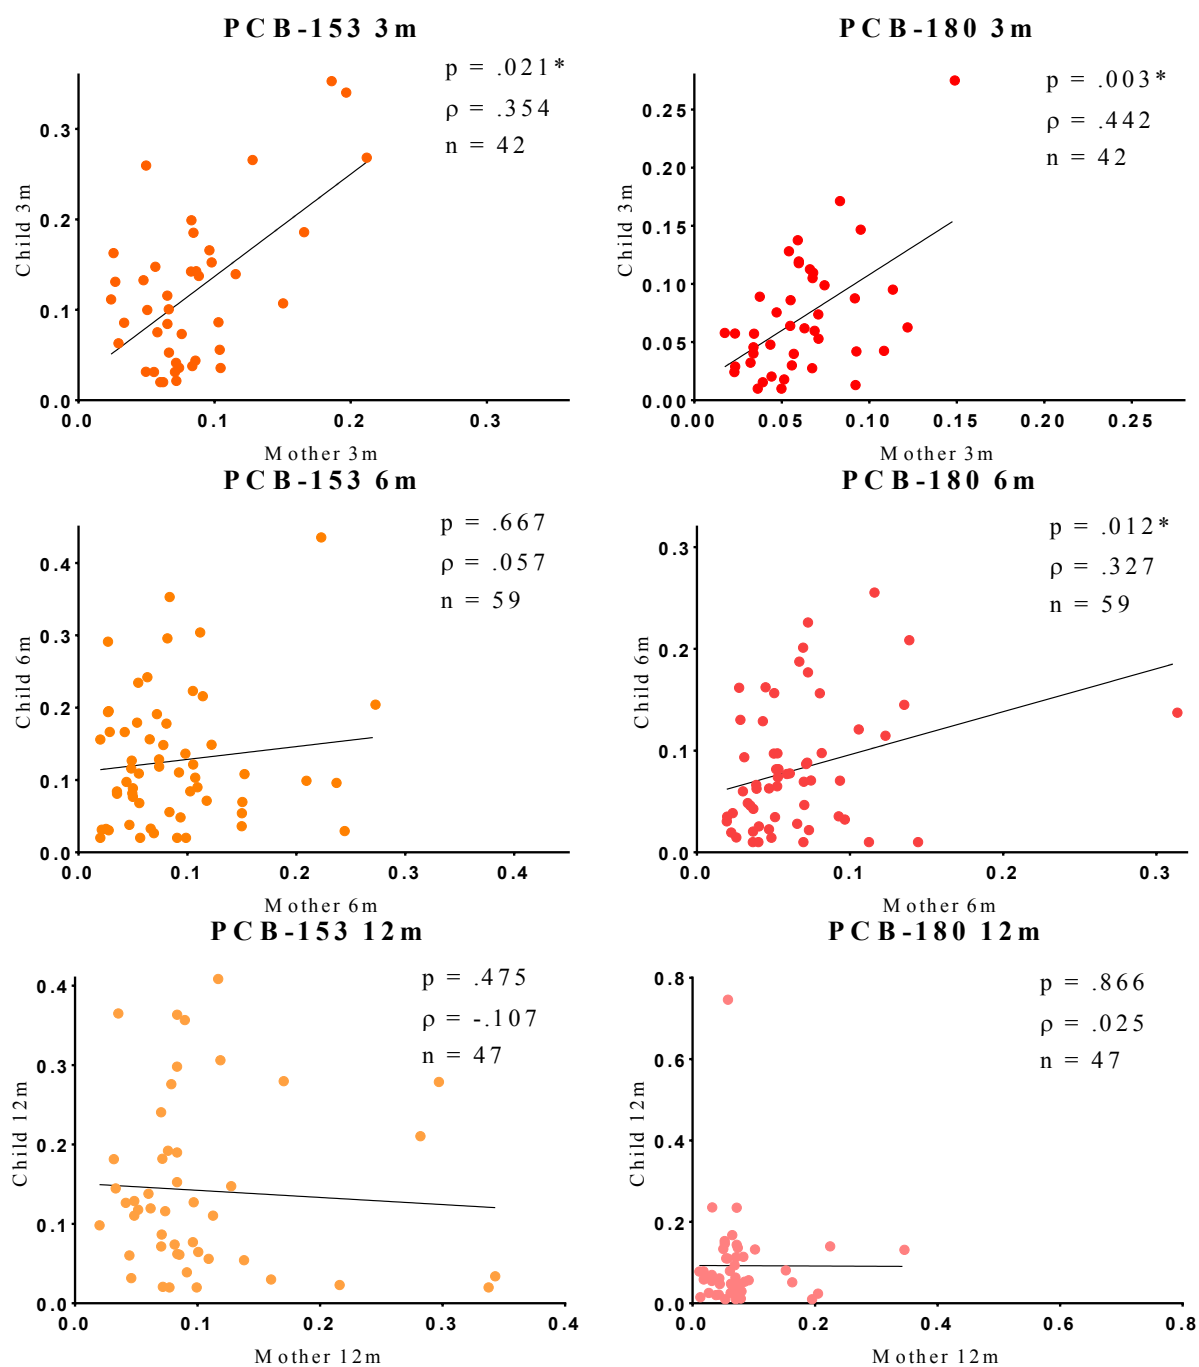 PCB-153 3m
p = .021*
ρ = .354
n = 42
Child 3m
0.3
0.2
0.1
0.0
0.0 0.1 0.2 0.3
Mother 3m
PCB-180 3m
p = .003*
ρ = .442
n = 42
Child 3m
0.25
0.20
0.15
0.10
0.05
0.00
0.00 0.05 0.10 0.15 0.20 0.25
Mother 3m
PCB-153 6m
p = .667
ρ = .057
n = 59
Child 6m
0.4
0.3
0.2
0.1
0.0
0.0 0.1 0.2 0.3 0.4
Mother 6m
PCB-180 6m
p = .012*
ρ = .327
n = 59
Child 6m
0.3
0.2
0.1
0.0
0.0 0.1 0.2 0.3
Mother 6m
PCB-153 12m
p = .475
ρ = -.107
n = 47
Child 12m
0.4
0.3
0.2
0.1
0.0
0.0 0.1 0.2 0.3 0.4
Mother 12m
PCB-180 12m
p = .866
ρ = .025
n = 47
Child 12m
0.8
0.6
0.4
0.2
0.0
0.0 0.2 0.4 0.6 0.8
Mother 12m